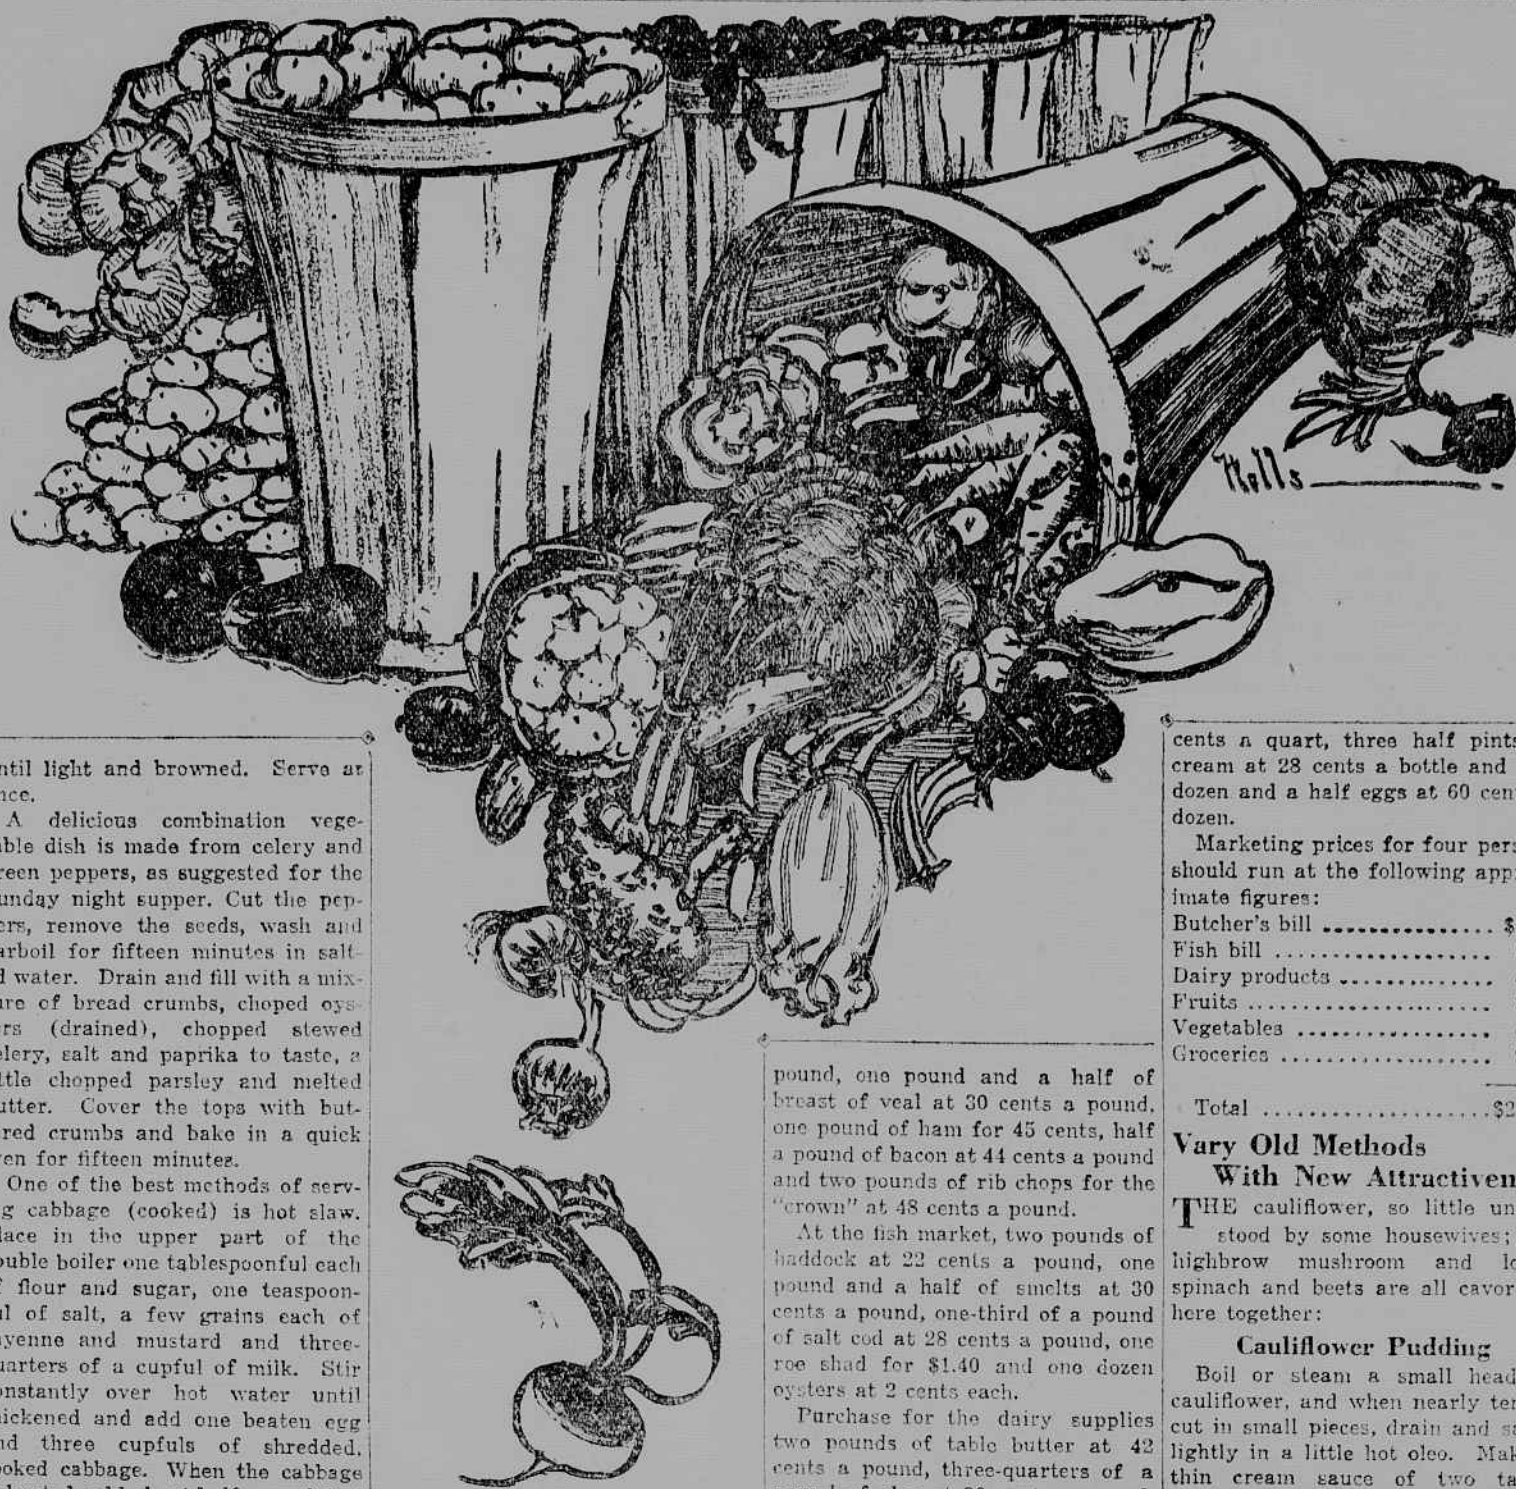 Wells
ntil light and browned. Serve at
nce.
A delicious combination vege-
ble dish is made from celery and
reen peppers, as suggested for the
unday night supper. Cut the pep-
ers, remove the seeds, wash and
arboil for fifteen minutes in salt-
d water. Drain and fill with a mix-
ure of bread crumbs, choped oys-
rs (drained), chopped stewed
elery, salt and paprika to taste, a
ttle chopped parsley and melted
utter. Cover the tops with but-
red crumbs and bake in a quick
en for fifteen minutes.
One of the best methods of serv-
g cabbage (cooked) is hot slaw.
lace in the upper part of the
ouble boiler one tablespoonful each
f flour and sugar, one teaspoon-
ul of salt, a few grains each of
ayenne and mustard and three-
uarters of a cupful of milk. Stir
onstantly over hot water until
hickened and add one beaten egg
nd three cupfuls of shredded,
ooked cabbage. When the cabbage
pound, one pound and a half of
breast of veal at 30 cents a pound,
one pound of ham for 45 cents, half
a pound of bacon at 44 cents a pound
and two pounds of rib chops for the
"crown" at 48 cents a pound.
At the fish market, two pounds of
haddock at 22 cents a pound, one
pound and a half of smelts at 30
cents a pound, one-third of a pound
of salt cod at 28 cents a pound, one
roe shad for $1.40 and one dozen
oysters at 2 cents each.
Purchase for the dairy supplies
two pounds of table butter at 42
cents a pound, three-quarters of a
cents a quart, three half pints
cream at 28 cents a bottle and
dozen and a half eggs at 60 cen
dozen.
Marketing prices for four pers
should run at the following app
imate figures:
Butcher's bill ................ $
Fish bill ...................
Dairy products ..............
Fruits ......................
Vegetables ..................
Groceries ...................
Total .....................$2
Vary Old Methods
With New Attractiven
THE cauliflower, so little un
stood by some housewives;
highbrow mushroom and lo
spinach and beets are all cavor
here together:
Cauliflower Pudding
Boil or steam a small head
cauliflower, and when nearly ten
cut in small pieces, drain and sa
lightly in a little hot oleo. Mak
thin cream sauce of two ta